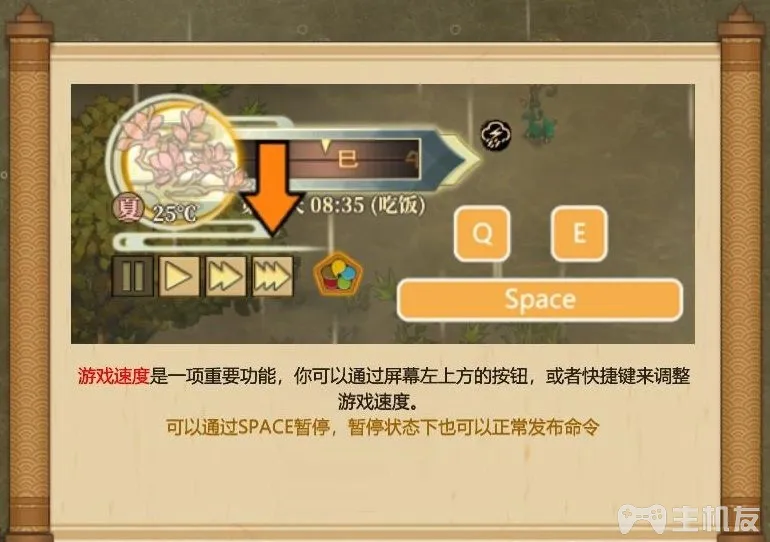 巳
夏 25℃
天 08:35 (吃饭)
Q E
Space
游戏速度是一项重要功能，你可以通过屏幕左上方的按钮，或者快捷键来调整
游戏速度。
可以通过SPACE暂停，暂停状态下也可以正常发布命令
主机友